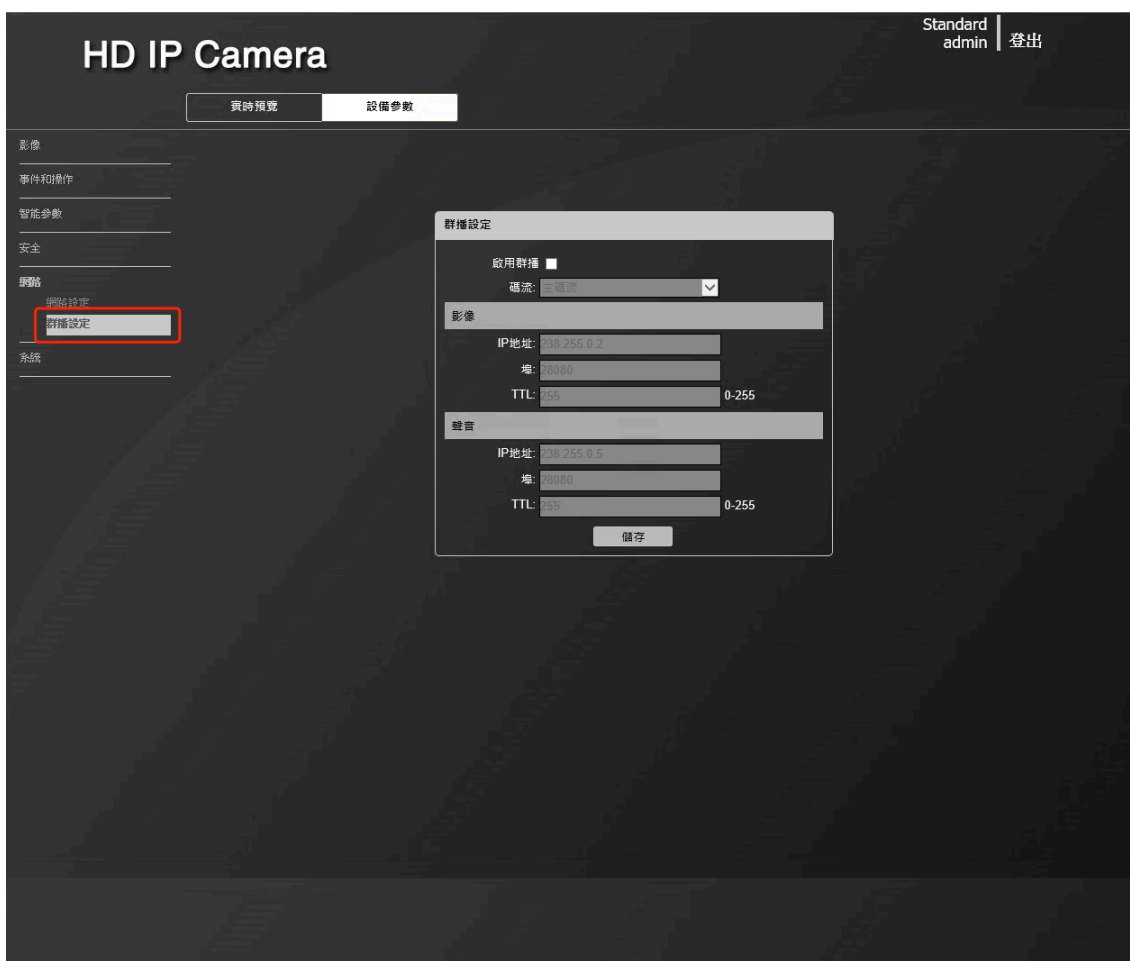 HD IP Camera
Standard
admin
登出
實時預覽
設備參數
影像
事件和操作
智能參數
安全
網路
網路設定
群播設定
系統
群播設定
啟用群播
碼流: 主碼流
影像
IP地址: 238.255.0.2
埠: 28080
TTL: 255 0-255
聲音
IP地址: 238.255.0.5
埠: 28080
TTL: 255 0-255
儲存